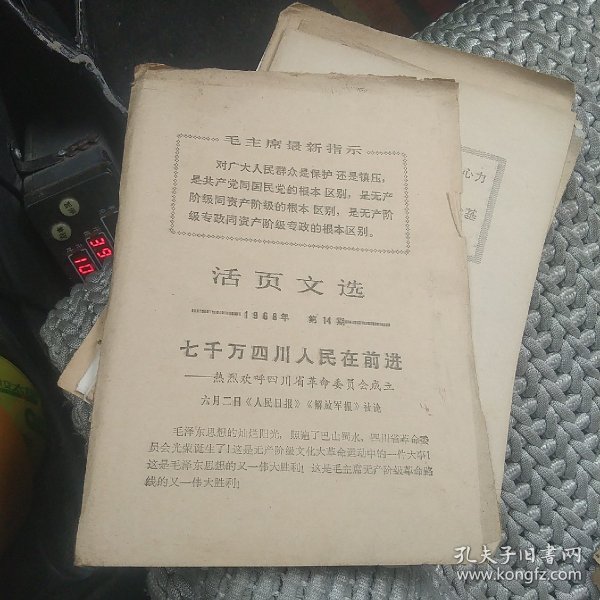 毛主席最新指示
对广大人民群众是保护还是镇压，
是共产党同国民党的根本区别，是无产
阶级同资产阶级的根本区别，是无产阶
级专政同资产阶级专政的根本区别。
活页文选
1968年 第14期
七千万四川人民在前进
——热烈欢呼四川省革命委员会成立
六月二日《人民日报》《解放军报》社论
毛泽东思想的灿烂阳光，照遍了巴山蜀水，四川省革命委
员会光荣诞生了！这是无产阶级文化大革命运动中的一件大事！
这是毛泽东思想的又一伟大胜利！这是毛主席无产阶级革命路
线的又一伟大胜利！
心力
基
39
10
孔夫子旧书网
www.kongfz.com